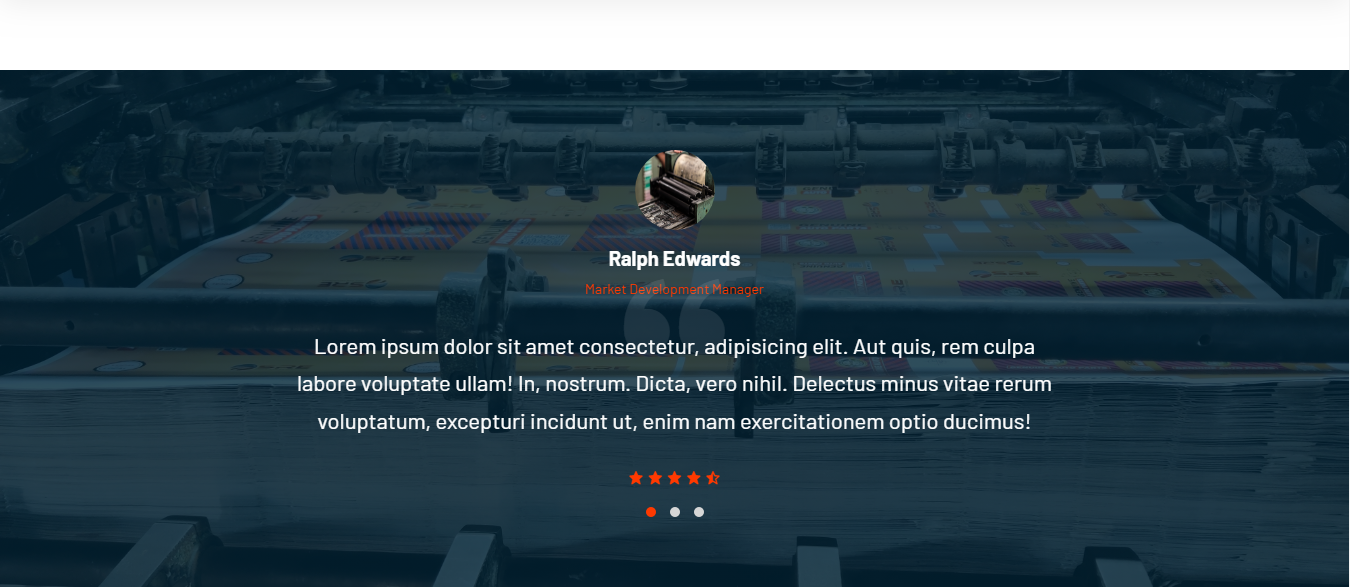 Ralph Edwards
Market Development Manager
“
Lorem ipsum dolor sit amet consectetur, adipisicing elit. Aut quis, rem culpa
labore voluptate ullam! In, nostrum. Dicta, vero nihil. Delectus minus vitae rerum
voluptatum, excepturi incidunt ut, enim nam exercitationem optio ducimus!